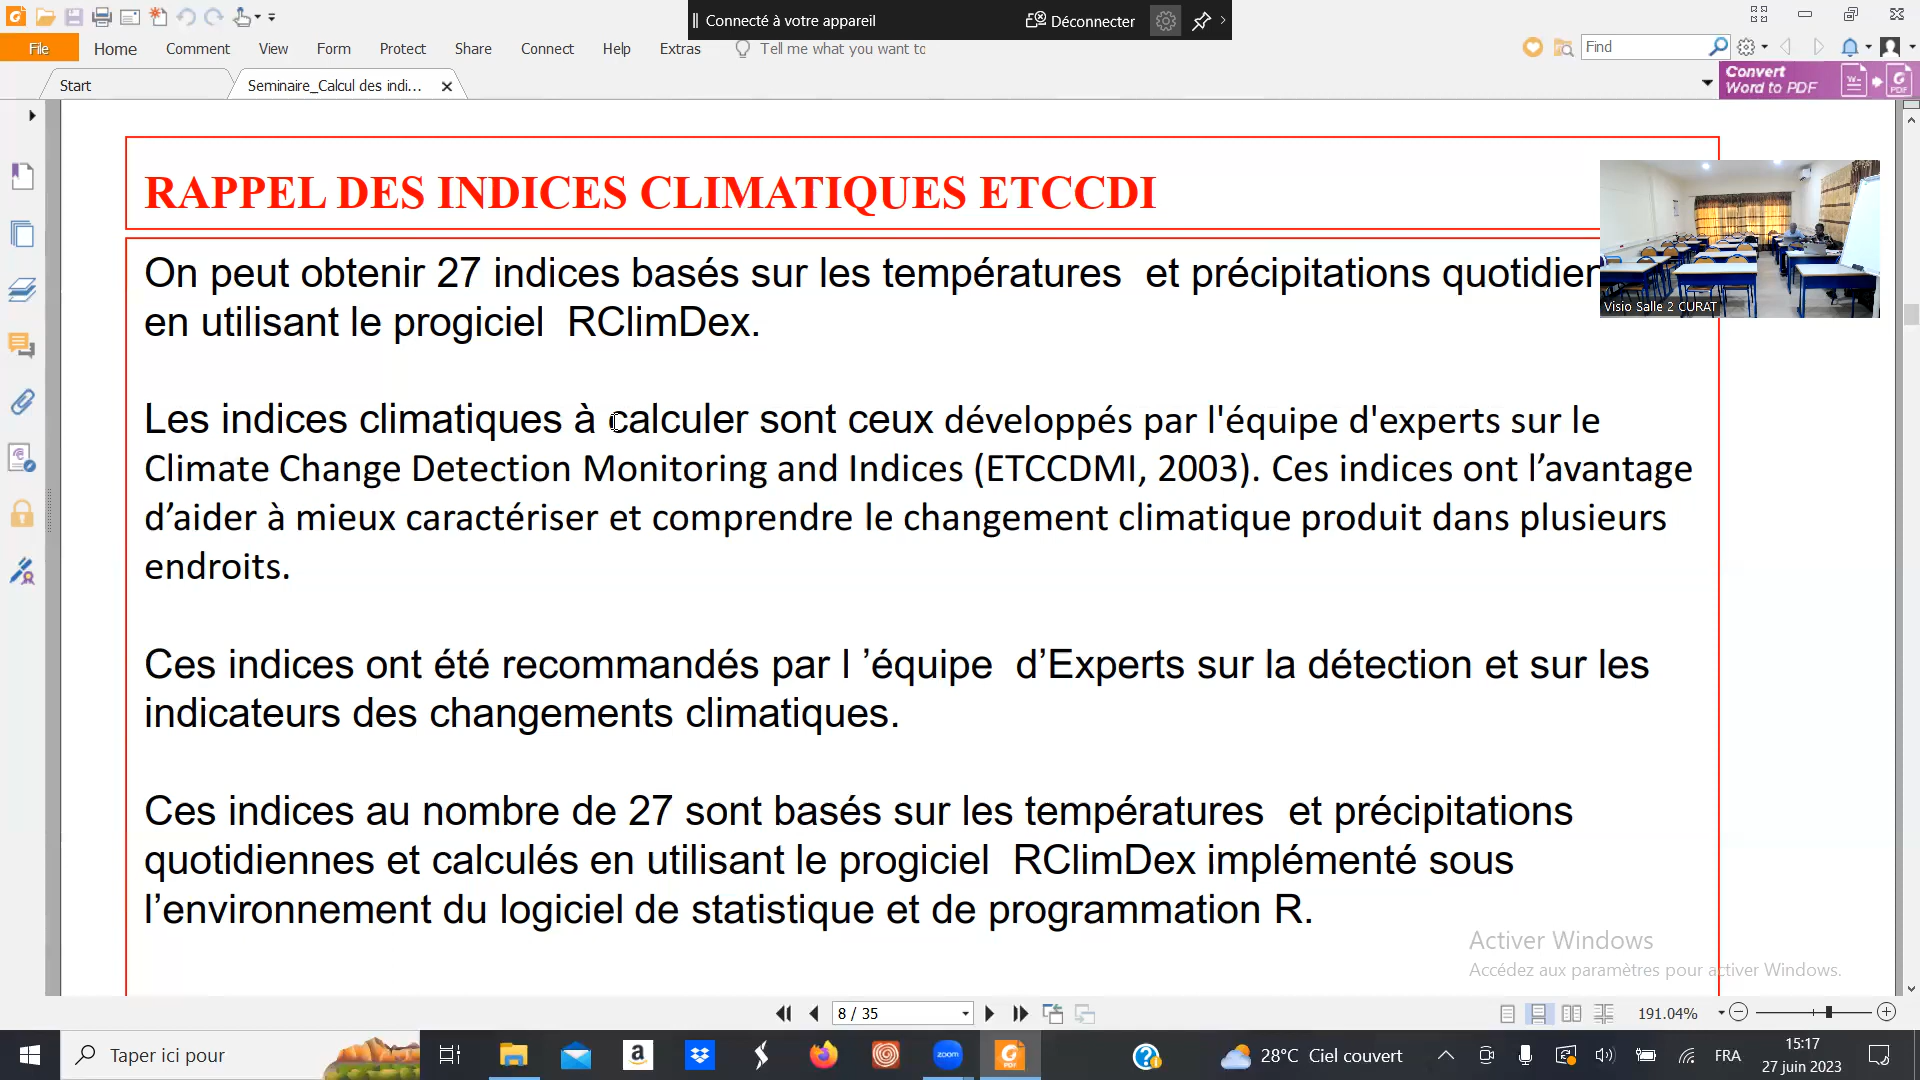 Connecté à votre appareil
Déconnecter
File Home Comment View Form Protect Share Connect Help Extras Tell me what you want to
Find
Start
Seminaire_Calcul des indi...
Convert
Word to PDF
RAPPEL DES INDICES CLIMATIQUES ETCCDI
On peut obtenir 27 indices basés sur les températures et précipitations quotidien
en utilisant le progiciel RClimDex.
Visio Salle 2 CURAT
Les indices climatiques à calculer sont ceux développés par l'équipe d'experts sur le
Climate Change Detection Monitoring and Indices (ETCCDMI, 2003). Ces indices ont l’avantage
d’aider à mieux caractériser et comprendre le changement climatique produit dans plusieurs
endroits.
Ces indices ont été recommandés par l ’équipe d’Experts sur la détection et sur les
indicateurs des changements climatiques.
Ces indices au nombre de 27 sont basés sur les températures et précipitations
quotidiennes et calculés en utilisant le progiciel RClimDex implémenté sous
l’environnement du logiciel de statistique et de programmation R.
Activer Windows
Accédez aux paramètres pour activer Windows.
8 / 35
191.04%
Taper ici pour
zoom
PDF
28°C Ciel couvert
FRA
15:17
27 juin 2023